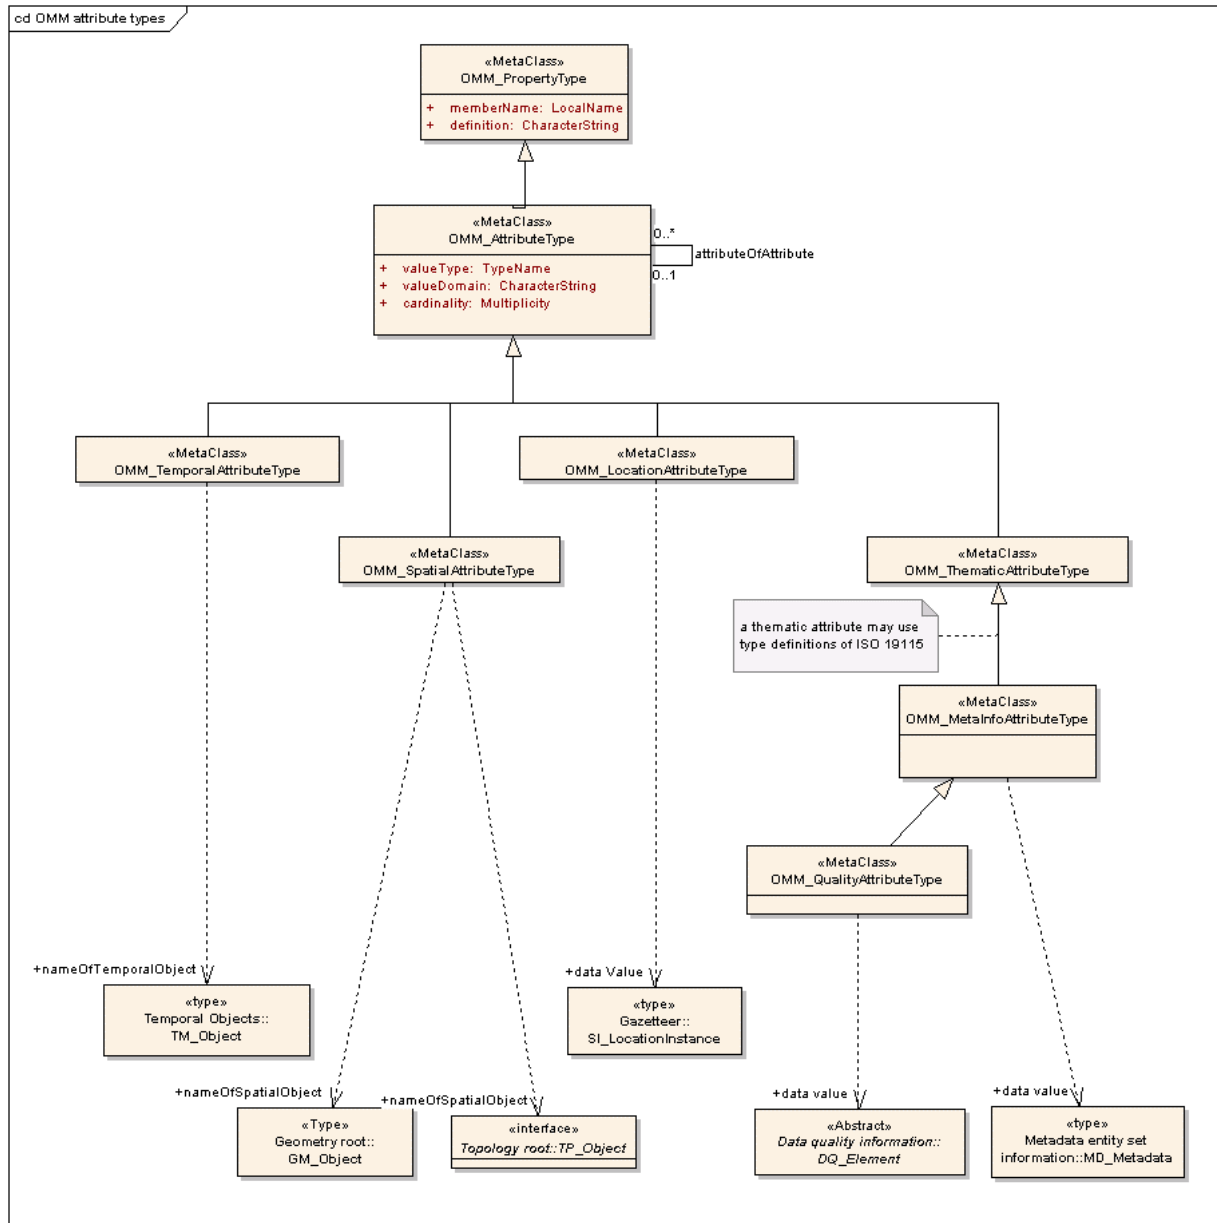 cd OMM attribute types
«MetaClass»
OMM_PropertyType
+ memberName: LocalName
+ definition: CharacterString
«MetaClass»
OMM_AttributeType
+ valueType: TypeName
+ valueDomain: CharacterString
+ cardinality: Multiplicity
0..*
attributeOfAttribute
0..1
«MetaClass»
OMM_TemporalAttributeType
«MetaClass»
OMM_LocationAttributeType
«MetaClass»
OMM_SpatialAttributeType
«MetaClass»
OMM_ThematicAttributeType
a thematic attribute may use
type definitions of ISO 19115
«MetaClass»
OMM_MetaInfoAttributeType
«MetaClass»
OMM_QualityAttributeType
+nameOfTemporalObject
«type»
Temporal Objects::
TM_Object
+data Value
«type»
Gazetteer::
SI_LocationInstance
+nameOfSpatialObject
«Type»
Geometry root::
GM_Object
+nameOfSpatialObject
«interface»
Topology root::TP_Object
+data value
«Abstract»
Data quality information::
DQ_Element
+data value
«type»
Metadata entity set
information::MD_Metadata